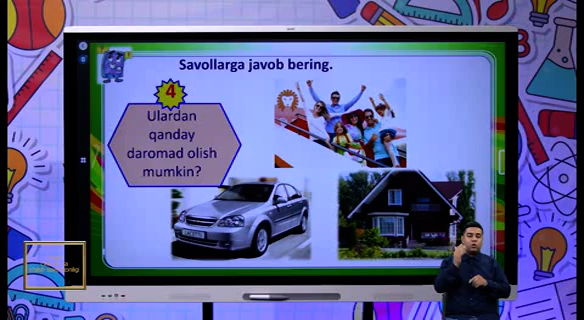 Savollarga javob bering.
4
Ulardan
qanday
daromad olish
mumkin?